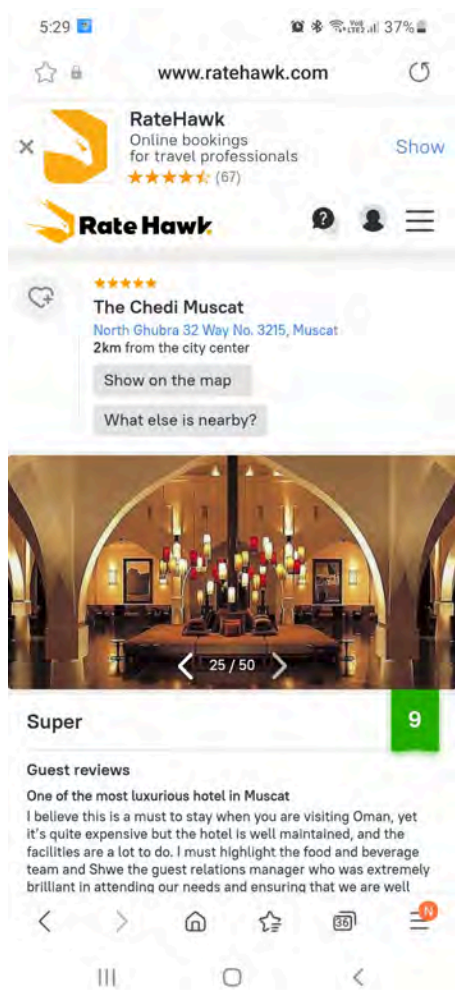 5:29
37%
www.ratehawk.com
RateHawk
Online bookings
for travel professionals
(67)
Show
Rate Hawk.
The Chedi Muscat
North Ghubra 32 Way No. 3215, Muscat
2km from the city center
Show on the map
What else is nearby?
25 / 50
Super
9
Guest reviews
One of the most luxurious hotel in Muscat
I believe this is a must to stay when you are visiting Oman, yet
it's quite expensive but the hotel is well maintained, and the
facilities are a lot to do. I must highlight the food and beverage
team and Shwe the guest relations manager who was extremely
brilliant in attending our needs and ensuring that we are well
36
N